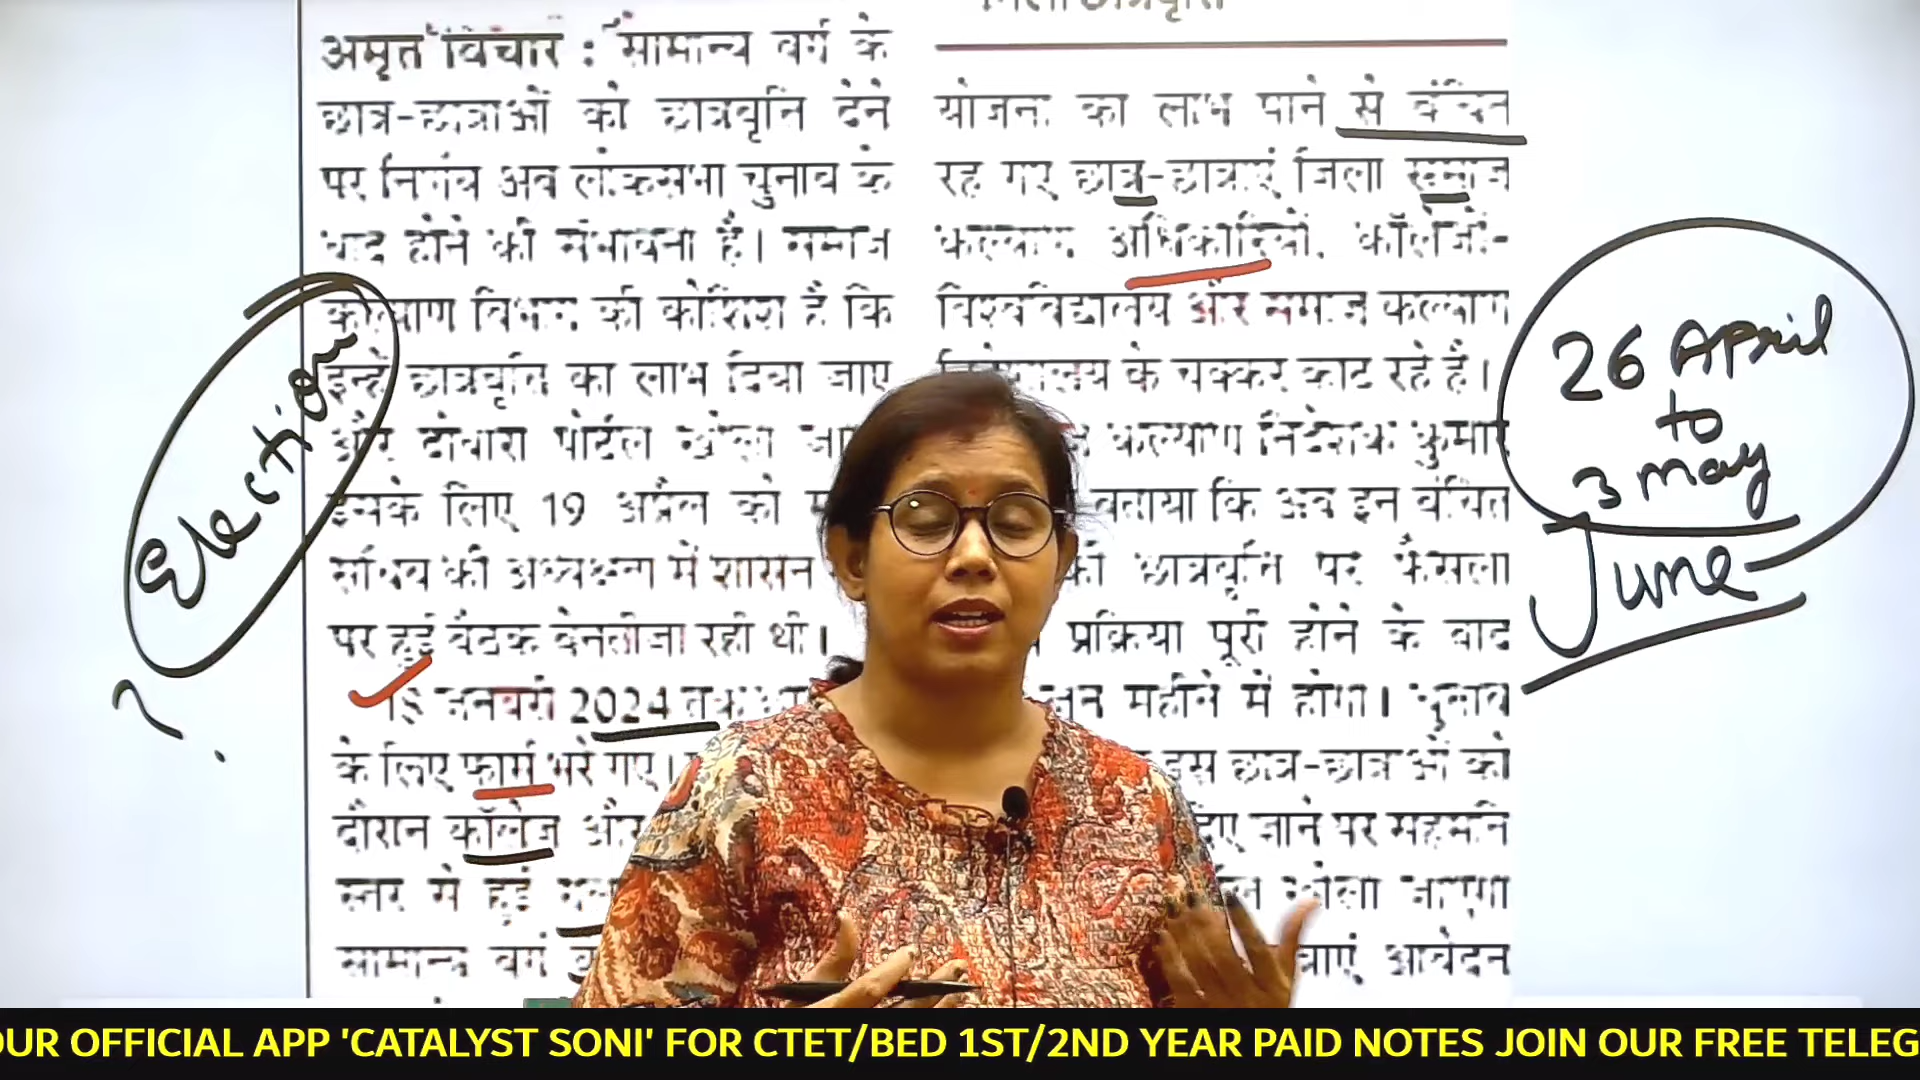 अमृत विचार : सामान्य वर्ग के
छात्र-छात्राओं को छात्रवृत्ति देने
पर निर्णय अब लोकसभा चुनाव के
बाद होने की संभावना है। समाज
कल्याण विभाग की कोशिश है कि
इन्हें छात्रवृत्ति का लाभ दिया जाए
और दोबारा पोर्टल खोला
इसके लिए 19 अप्रैल को
सचिव की अध्यक्षता में शासन
पर हुई बैठक बेनतीजा रही थी।
जनवरी 2024 तक
के लिए फार्म भरे गए।
दौरान कॉलेज और
स्तर से हुई
सामान्य वर्ग
योजना का लाभ पाने से वंचित
रह गए छात्र-छात्राएं जिला समाज
कल्याण अधिकारियों, कॉलेजों-
विश्वविद्यालय और समाज कल्याण
के चक्कर काट रहे हैं।
कल्याण निदेशक कुमार
बताया कि अब इन वंचित
की छात्रवृत्ति पर फैसला
प्रक्रिया पूरी होने के बाद
जून महीने में होगा। चुनाव
इस छात्र-छात्राओं को
दिए जाने पर सहमति
खोला जाएगा
आवेदन
Election
?
26 April
to
3 may
June
OUR OFFICIAL APP 'CATALYST SONI' FOR CTET/BED 1ST/2ND YEAR PAID NOTES JOIN OUR FREE TELEG